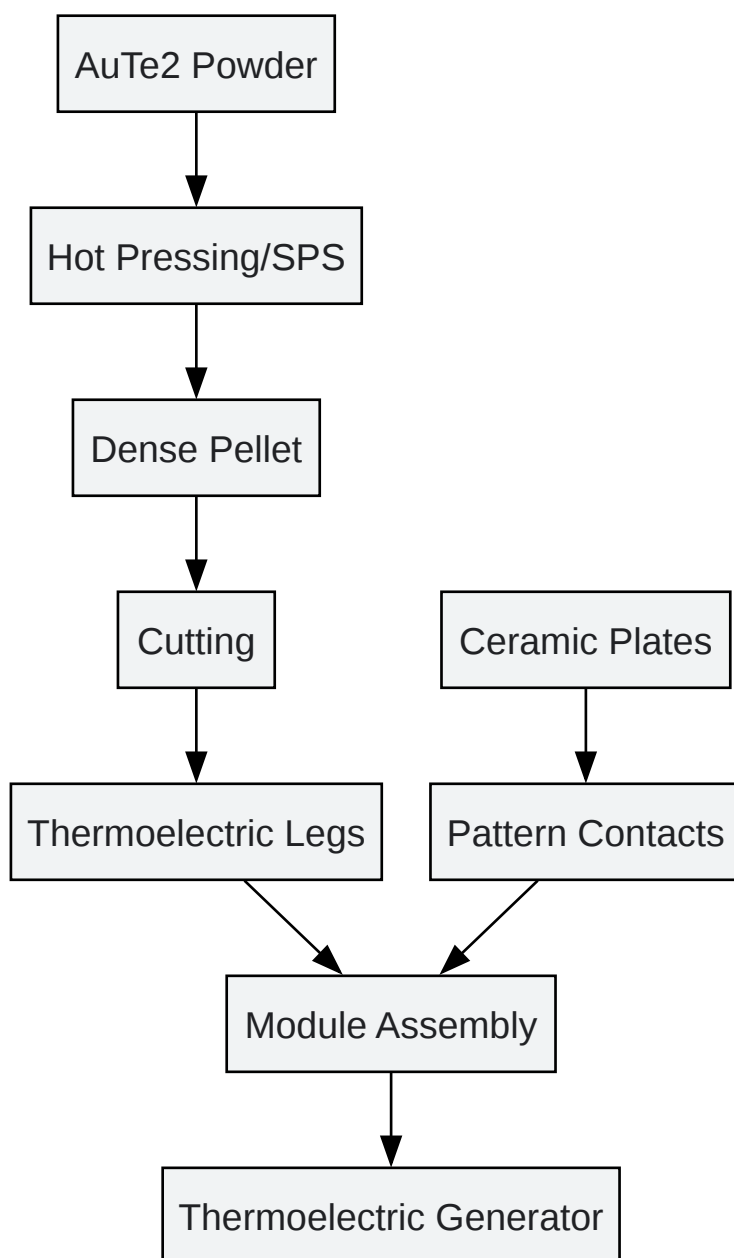 AuTe2 Powder
Hot Pressing/SPS
Dense Pellet
Cutting
Ceramic Plates
Thermoelectric Legs
Pattern Contacts
Module Assembly
Thermoelectric Generator